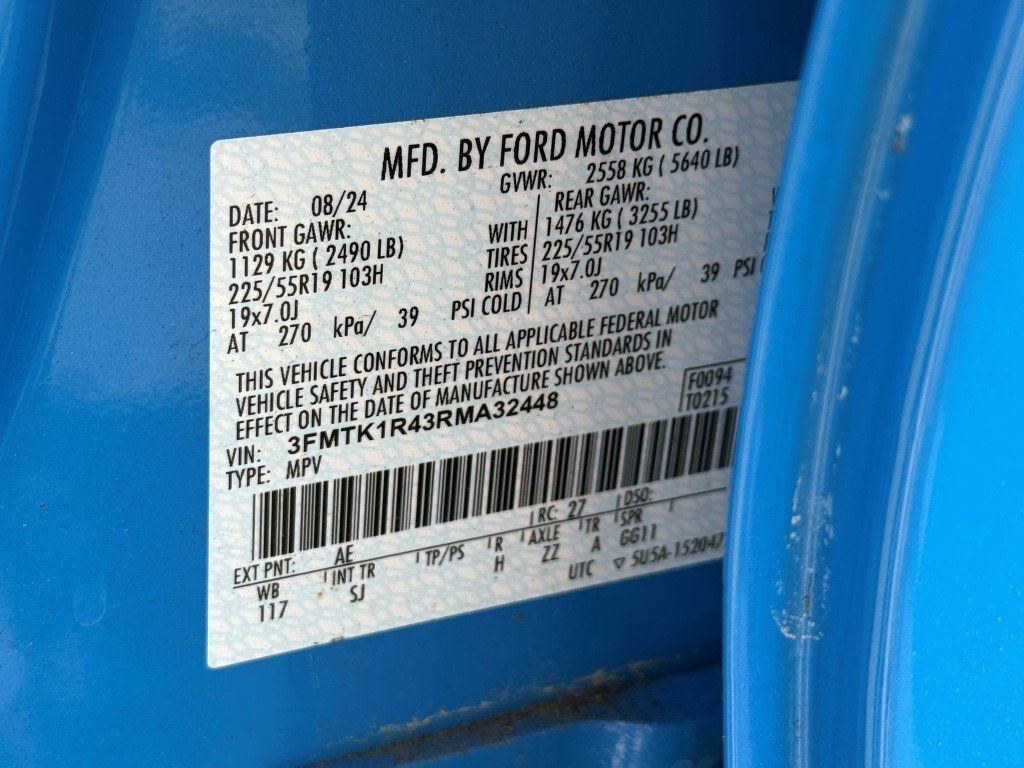 MFD. BY FORD MOTOR CO.
DATE: 08/24 GVWR: 2558 KG ( 5640 LB)
FRONT GAWR: REAR GAWR:
1129 KG ( 2490 LB) WITH 1476 KG ( 3255 LB)
225/55R19 103H TIRES 225/55R19 103H
19x7.0J RIMS 19x7.0J
AT 270 kPa/ 39 PSI COLD AT 270 kPa/ 39 PSI
THIS VEHICLE CONFORMS TO ALL APPLICABLE FEDERAL MOTOR
VEHICLE SAFETY AND THEFT PREVENTION STANDARDS IN
EFFECT ON THE DATE OF MANUFACTURE SHOWN ABOVE.
F0094
T0215
VIN: 3FMTK1R43RMA32448
TYPE: MPV
EXT PNT: AE RC: 27 DSO:
WB INT TR TP/PS R AXLE TR SPR
117 SJ H ZZ A GG11
UTC ▽ 5U5A-152047